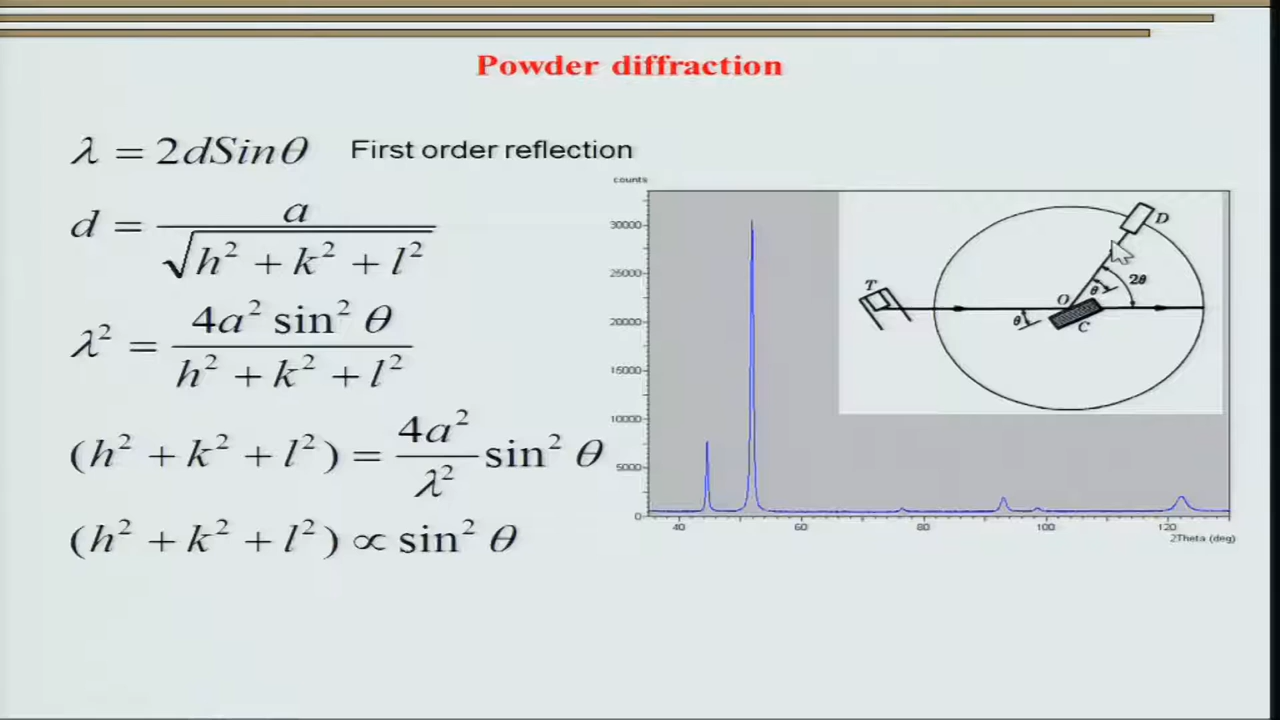 Powder diffraction
λ = 2dSinθ First order reflection
d = a / √(h² + k² + l²)
λ² = 4a² sin² θ / (h² + k² + l²)
(h² + k² + l²) = 4a²/λ² sin² θ
(h² + k² + l²) ∝ sin² θ
counts
30000
25000
20000
15000
10000
5000
0
40 60 80 100 120
2Theta (deg)
T
θ
O
θ
2θ
C
D